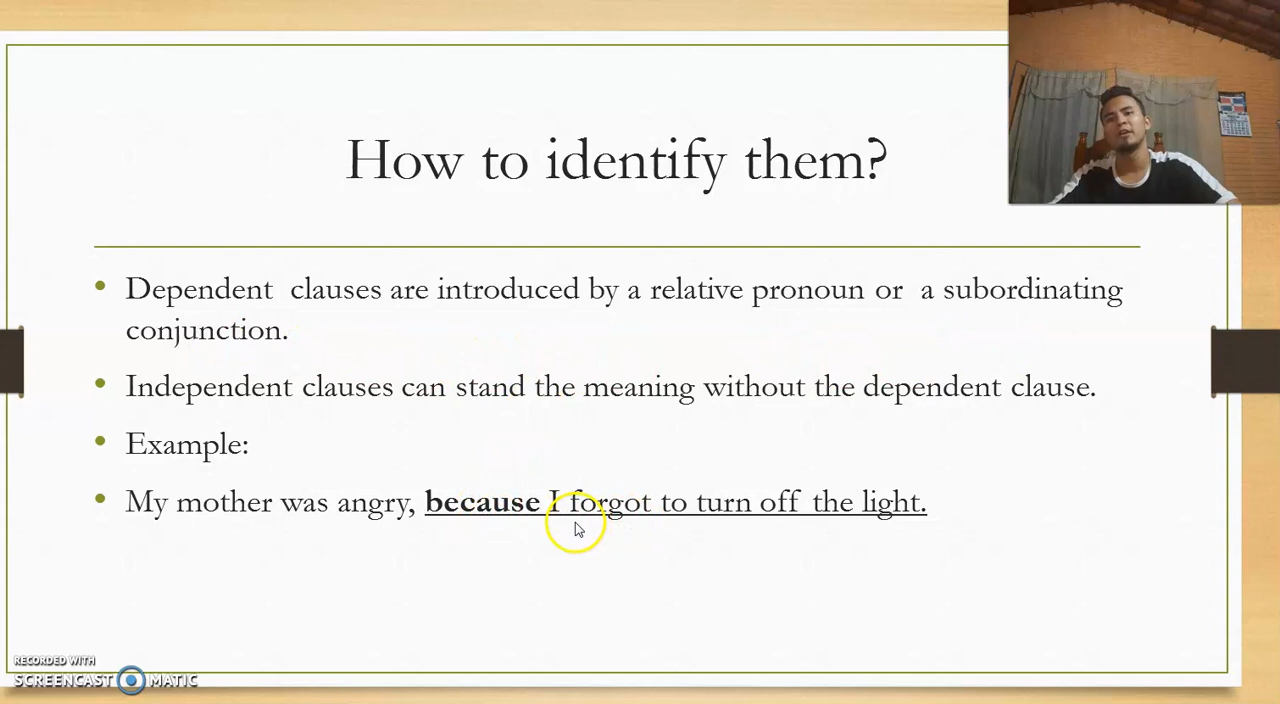 How to identify them?
• Dependent  clauses are introduced by a relative pronoun or  a subordinating
conjunction.
• Independent clauses can stand the meaning without the dependent clause.
• Example:
• My mother was angry, because I forgot to turn off  the light.
RECORDED WITH
SCREENCAST MATIC